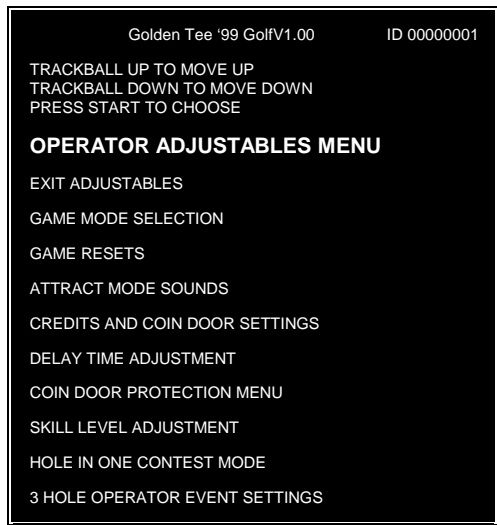 Golden Tee ‘99 GolfV1.00 ID 00000001
TRACKBALL UP TO MOVE UP
TRACKBALL DOWN TO MOVE DOWN
PRESS START TO CHOOSE
OPERATOR ADJUSTABLES MENU
EXIT ADJUSTABLES
GAME MODE SELECTION
GAME RESETS
ATTRACT MODE SOUNDS
CREDITS AND COIN DOOR SETTINGS
DELAY TIME ADJUSTMENT
COIN DOOR PROTECTION MENU
SKILL LEVEL ADJUSTMENT
HOLE IN ONE CONTEST MODE
3 HOLE OPERATOR EVENT SETTINGS